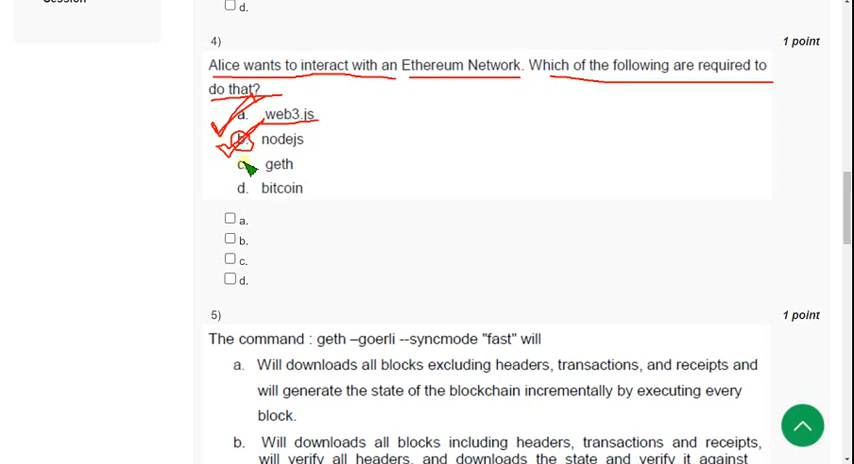 Session
d.
4)
1 point
Alice wants to interact with an Ethereum Network. Which of the following are required to
do that?
a. web3.js
b. nodejs
c. geth
d. bitcoin
a.
b.
c.
d.
5)
1 point
The command : geth –goerli --syncmode "fast" will
a. Will downloads all blocks excluding headers, transactions, and receipts and
will generate the state of the blockchain incrementally by executing every
block.
b. Will downloads all blocks including headers, transactions and receipts,
will verify all headers, and downloads the state and verify it against